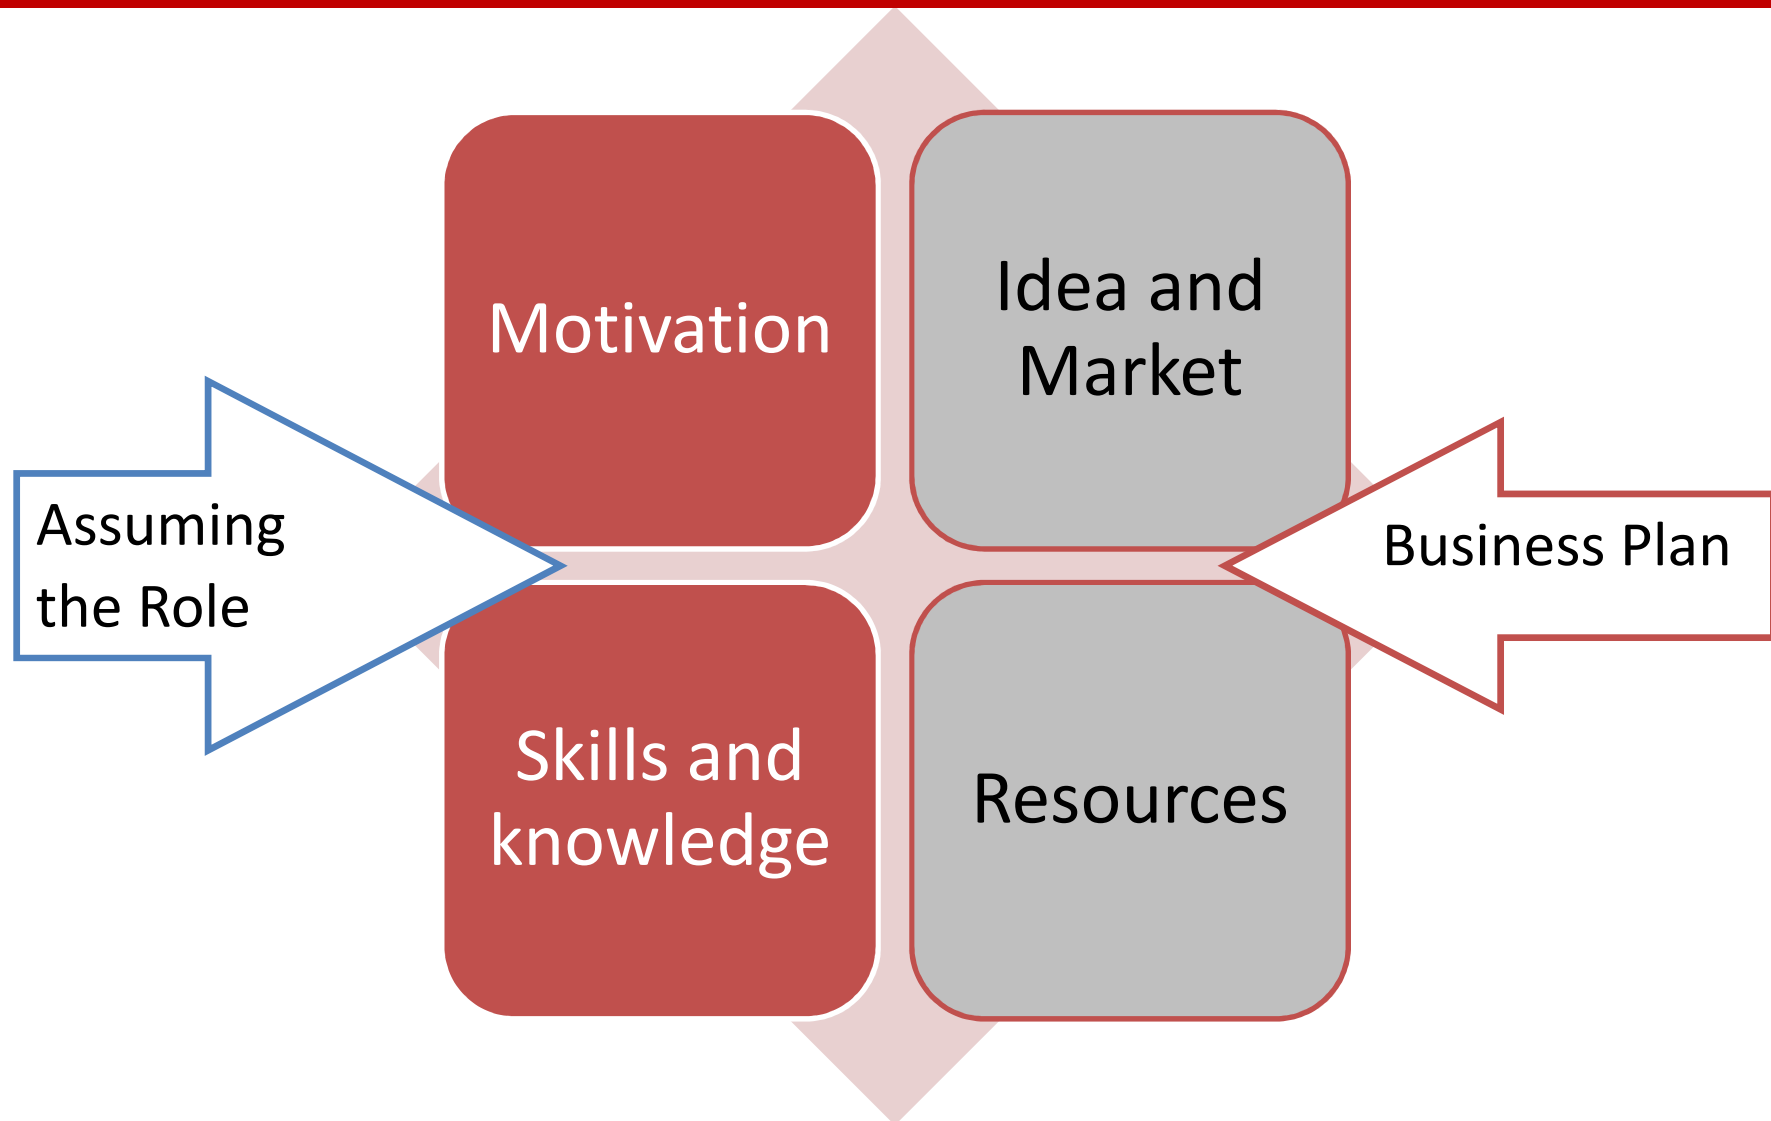 Motivation
Idea and
Market
Assuming
the Role
Business Plan
Skills and
knowledge
Resources